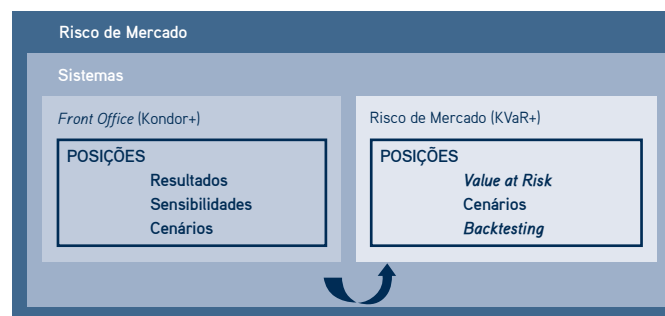 Risco de Mercado
Sistemas
Front Office (Kondor+)
POSIÇÕES
Resultados
Sensibilidades
Cenários
Risco de Mercado (KVaR+)
POSIÇÕES
Value at Risk
Cenários
Backtesting